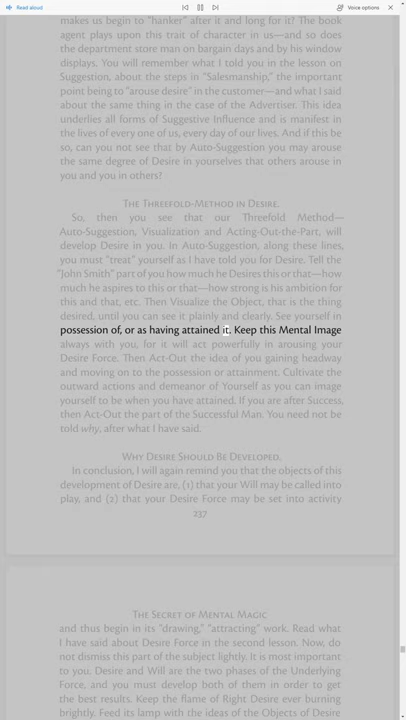 Read aloud
Voice options
makes us begin to "hanker" after it and long for it? The book
agent plays upon this trait of character in us—and so does
the department store man on bargain days and by his window
displays. You will remember what I told you in the lesson on
Suggestion, about the steps in "Salesmanship," the important
point being to "arouse desire" in the customer—and what I said
about the same thing in the case of the Advertiser. This idea
underlies all forms of Suggestive Influence and is manifest in
the lives of every one of us, every day of our lives. And if this be
so, can you not see that by Auto-Suggestion you may arouse
the same degree of Desire in yourselves that others arouse in
you and you in others?
The Threefold-Method in Desire.
So, then you see that our Threefold Method—
Auto-Suggestion, Visualization and Acting-Out-the-Part, will
develop Desire in you. In Auto-Suggestion, along these lines,
you must "treat" yourself as I have told you for Desire. Tell the
"John Smith" part of you how much he Desires this or that—how
much he aspires to this or that—how strong is his ambition for
this and that, etc. Then Visualize the Object, that is the thing
desired, until you can see it plainly and clearly. See yourself in
possession of, or as having attained it. Keep this Mental Image
always with you, for it will act powerfully in arousing your
Desire Force. Then Act-Out the idea of you gaining headway
and moving on to the possession or attainment. Cultivate the
outward actions and demeanor of Yourself as you can image
yourself to be when you have attained. If you are after Success,
then Act-Out the part of the Successful Man. You need not be
told why, after what I have said.
Why Desire Should Be Developed.
In conclusion, I will again remind you that the objects of this
development of Desire are, (1) that your Will may be called into
play, and (2) that your Desire Force may be set into activity
237
The Secret of Mental Magic
and thus begin in its "drawing," "attracting" work. Read what
I have said about Desire Force in the second lesson. Now, do
not dismiss this part of the subject lightly. It is most important
to you. Desire and Will are the two phases of the Underlying
Force, and you must develop both of them in order to get
the best results. Keep the flame of Right Desire ever burning
brightly. Feed its lamp with the ideas of the Objects of Desire